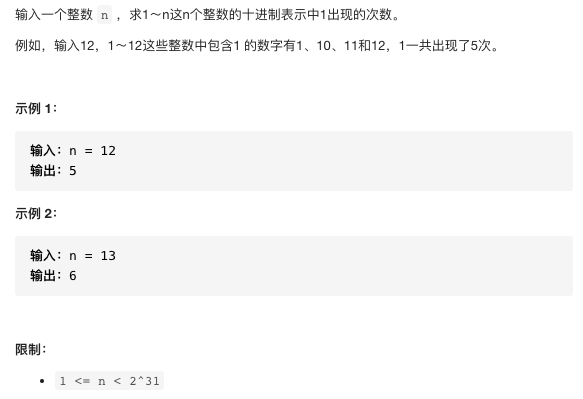 输入一个整数 n ，求1～n这n个整数的十进制表示中1出现的次数。
例如，输入12，1～12这些整数中包含1 的数字有1、10、11和12，1一共出现了5次。
示例 1：
输入：n = 12
输出：5
示例 2：
输入：n = 13
输出：6
限制：
• 1 <= n < 2^31